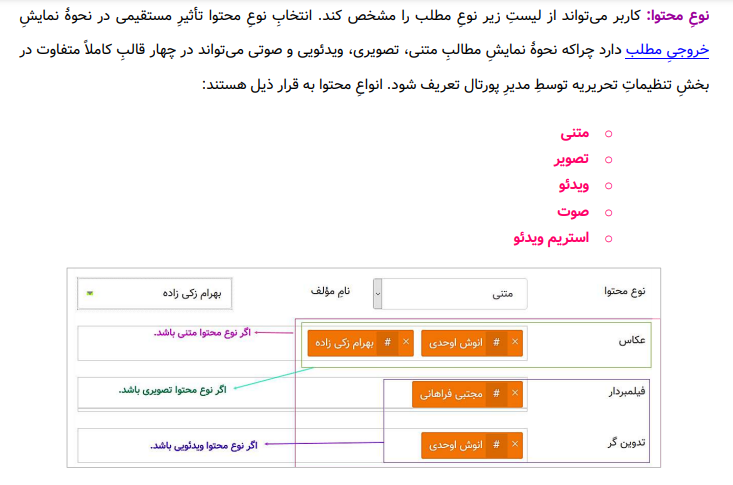 نوعِ محتوا: کاربر می‌تواند از لیستِ زیر نوعِ مطلب را مشخص کند. انتخابِ نوعِ محتوا تأثیرِ مستقیمی در نحوۀ نمایشِ
خروجیِ مطلب دارد چراکه نحوۀ نمایشِ مطالبِ متنی، تصویری، ویدئویی و صوتی می‌تواند در چهار قالبِ کاملاً متفاوت در
بخشِ تنظیماتِ تحریریه توسطِ مدیرِ پورتال تعریف شود. انواعِ محتوا به قرار ذیل هستند:
○ متنی
○ تصویر
○ ویدئو
○ صوت
○ استریم ویدئو
نوع محتوا متنی نام مؤلف بهرام زکی زاده
عکاس × # انوش اوحدی × # بهرام زکی زاده اگر نوع محتوا متنی باشد.
فیلمبردار × # مجتبی فراهانی اگر نوع محتوا تصویری باشد.
تدوین گر × # انوش اوحدی اگر نوع محتوا ویدئویی باشد.